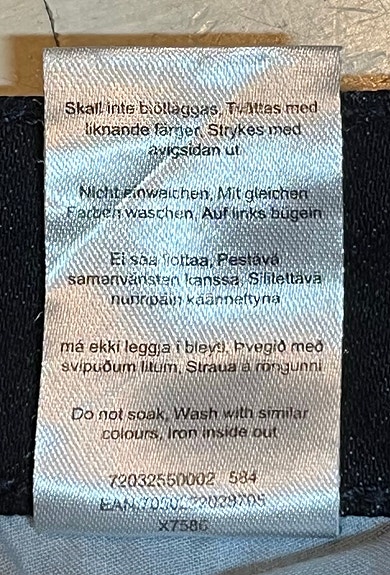 Skall inte blötläggas, Tvättas med
liknande färger, Strykes med
avigsidan ut
Nicht einweichen, Mit gleichen
Farben waschen, Auf links bügeln
Ei saa liottaa, Pestävä
samanväristen kanssa, Silitettävä
nurinpäin käännettynä
má ekki leggja í bleyti, Þvegið með
svipuðum litum, Straua á röngunni
Do not soak, Wash with similar
colours, Iron inside out
72032550002 584
X7586